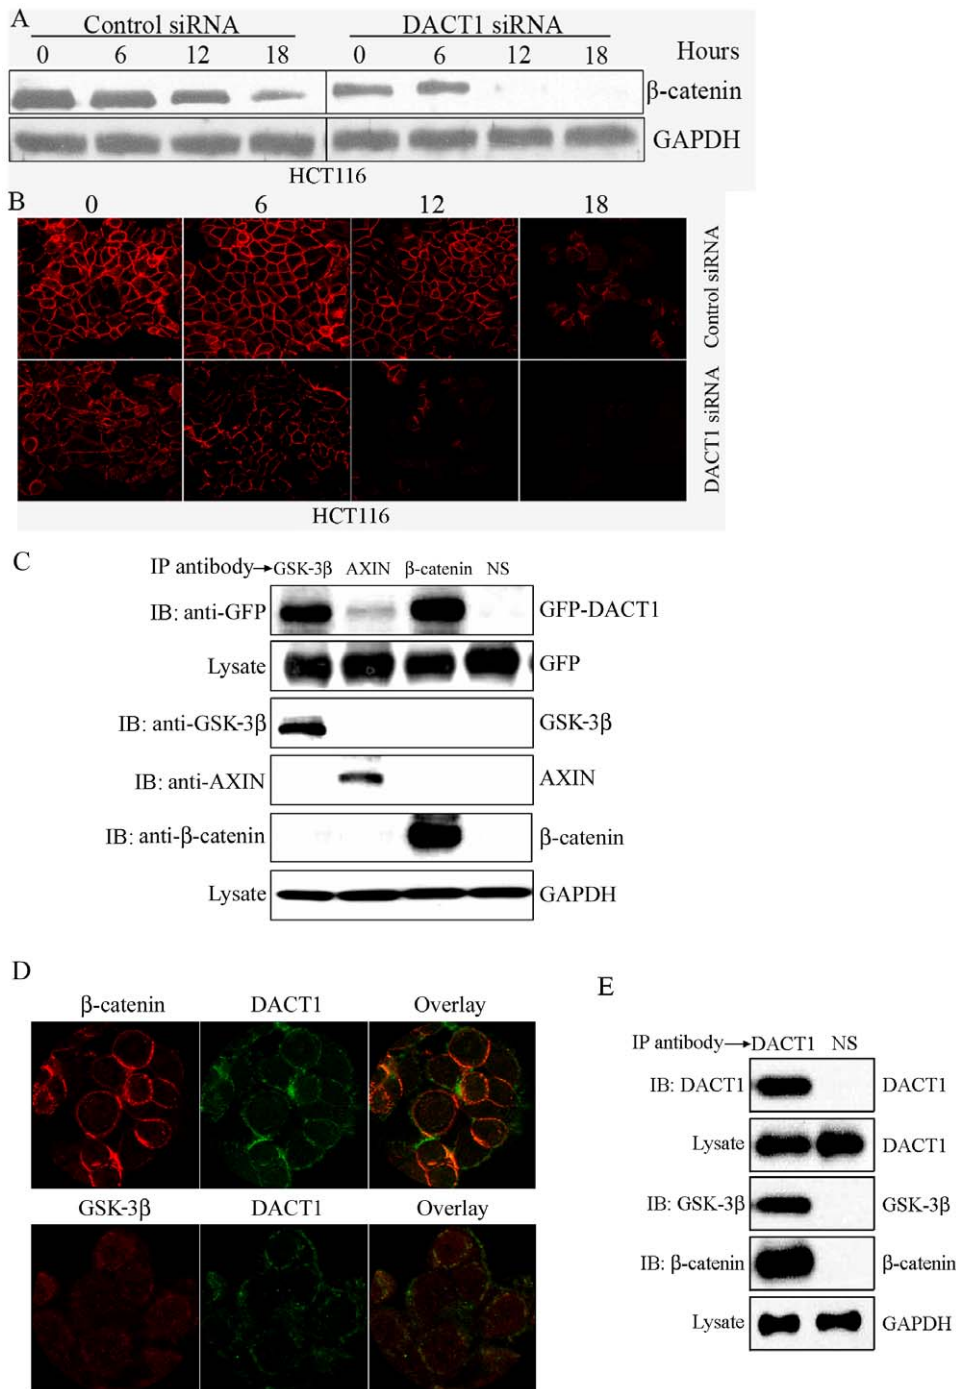 A
Control siRNA DACT1 siRNA
0 6 12 18 0 6 12 18 Hours
β-catenin
GAPDH
HCT116
B
0 6 12 18
Control siRNA
DACT1 siRNA
HCT116
C
IP antibody→GSK-3β AXIN β-catenin NS
IB: anti-GFP GFP-DACT1
Lysate GFP
IB: anti-GSK-3β GSK-3β
IB: anti-AXIN AXIN
IB: anti-β-catenin β-catenin
Lysate GAPDH
D
β-catenin DACT1 Overlay
GSK-3β DACT1 Overlay
E
IP antibody→DACT1 NS
IB: DACT1 DACT1
Lysate DACT1
IB: GSK-3β GSK-3β
IB: β-catenin β-catenin
Lysate GAPDH